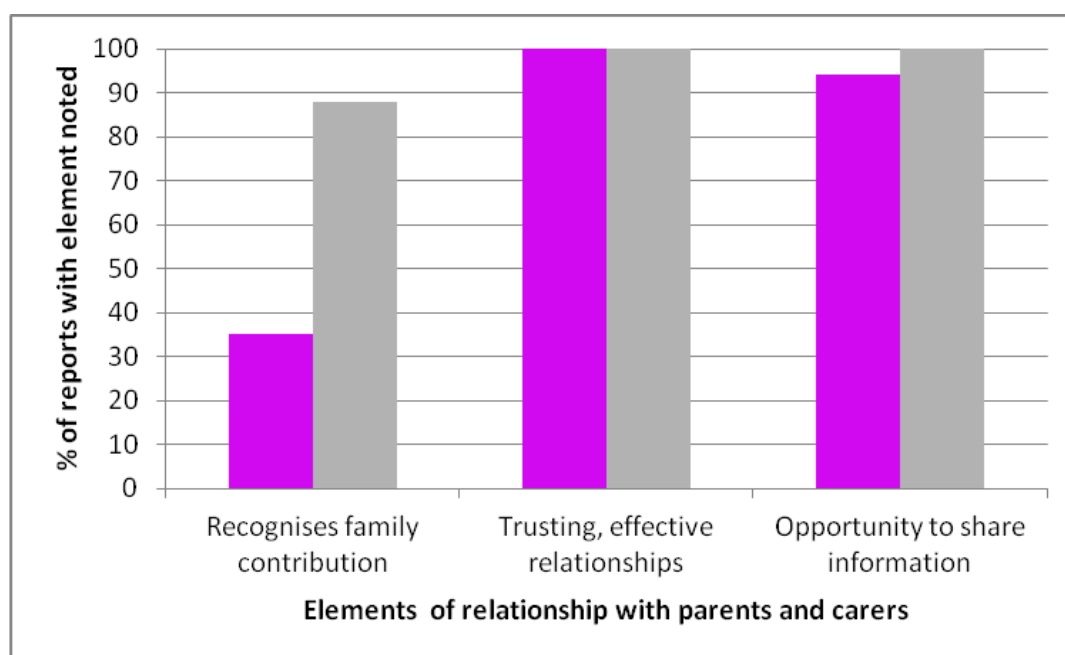 % of reports with element noted
100
90
80
70
60
50
40
30
20
10
0
Recognises family
contribution
Trusting, effective
relationships
Opportunity to share
information
Elements of relationship with parents and carers